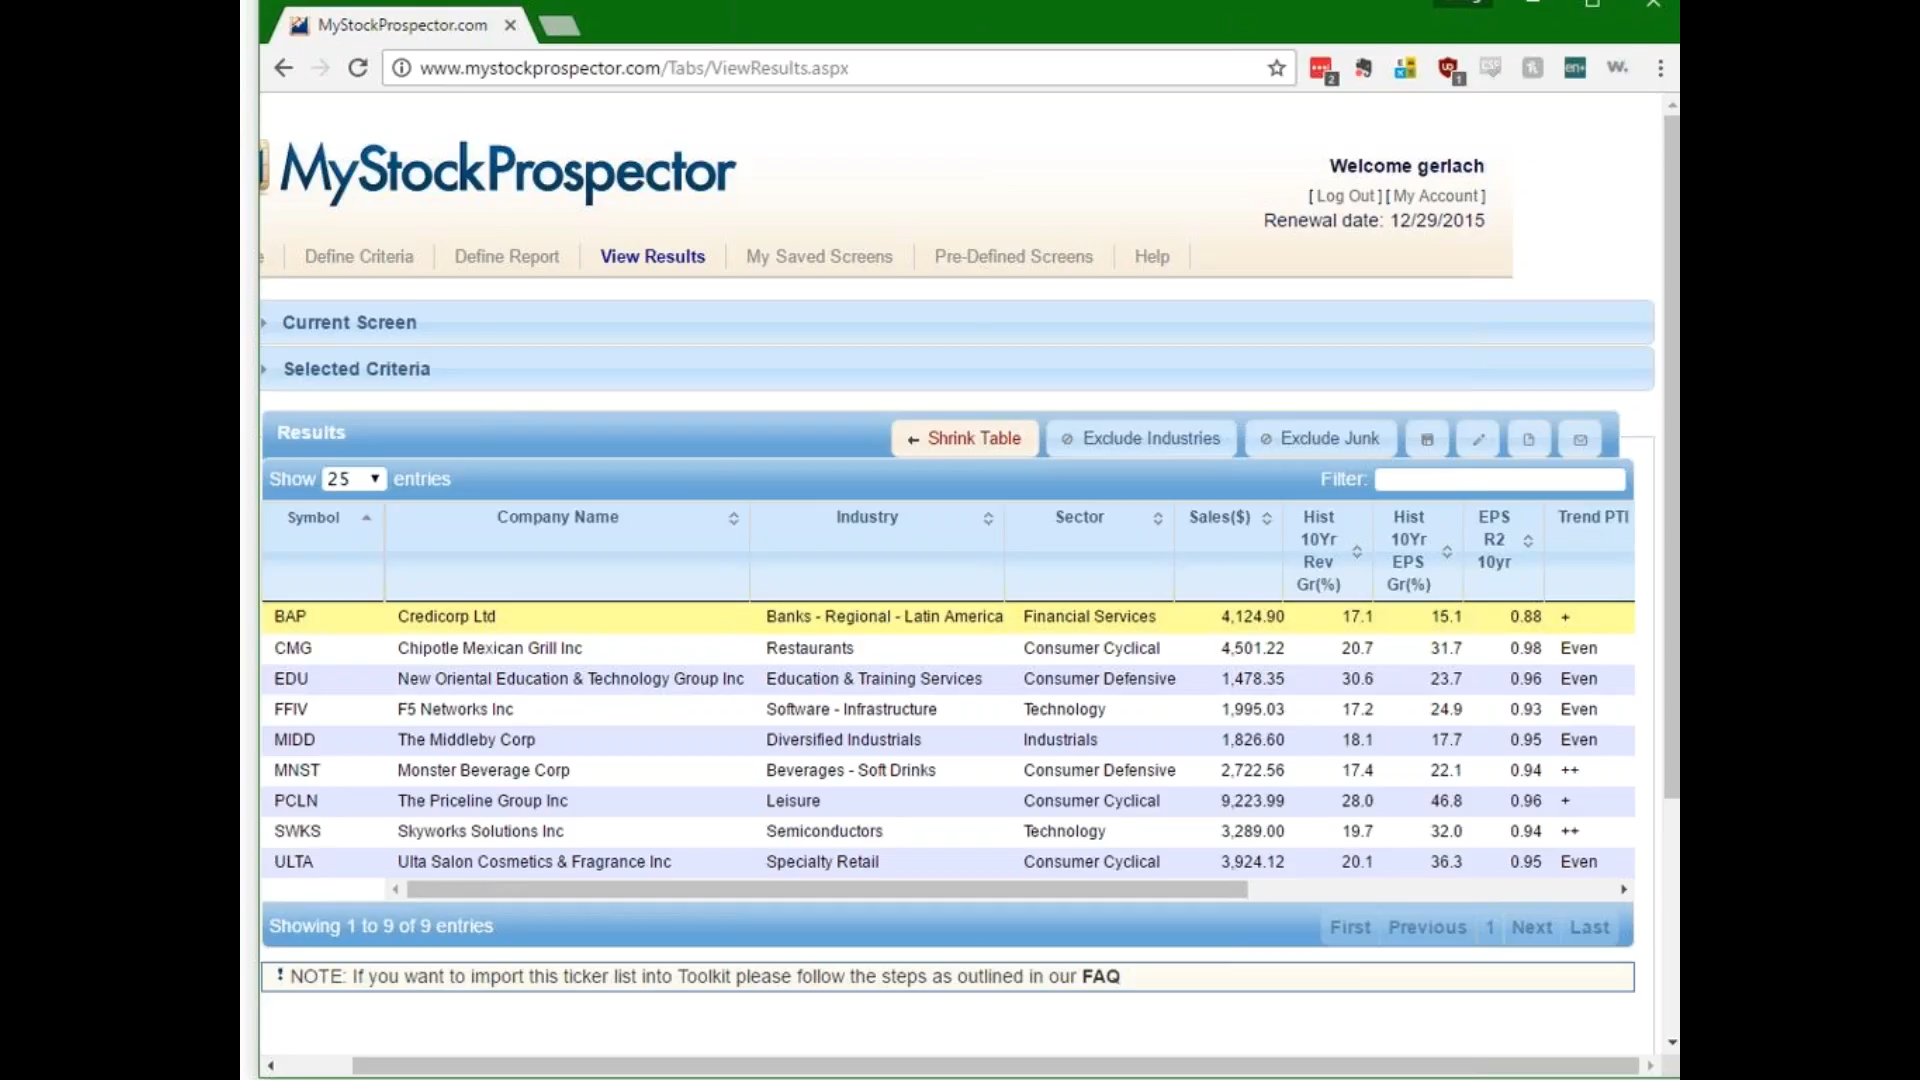 MyStockProspector.com
www.mystockprospector.com/Tabs/ViewResults.aspx
2
1
CSS
en+
W.
MyStockProspector
Welcome gerlach
[ Log Out ] [ My Account ]
Renewal date: 12/29/2015
Define Criteria Define Report View Results My Saved Screens Pre-Defined Screens Help
Current Screen
Selected Criteria
Results
← Shrink Table Exclude Industries Exclude Junk
Show 25 entries Filter:
Symbol Company Name Industry Sector Sales($) Hist 10Yr Rev Gr(%) Hist 10Yr EPS Gr(%) EPS R2 10yr Trend PTI
BAP Credicorp Ltd Banks - Regional - Latin America Financial Services 4,124.90 17.1 15.1 0.88 +
CMG Chipotle Mexican Grill Inc Restaurants Consumer Cyclical 4,501.22 20.7 31.7 0.98 Even
EDU New Oriental Education & Technology Group Inc Education & Training Services Consumer Defensive 1,478.35 30.6 23.7 0.96 Even
FFIV F5 Networks Inc Software - Infrastructure Technology 1,995.03 17.2 24.9 0.93 Even
MIDD The Middleby Corp Diversified Industrials Industrials 1,826.60 18.1 17.7 0.95 Even
MNST Monster Beverage Corp Beverages - Soft Drinks Consumer Defensive 2,722.56 17.4 22.1 0.94 ++
PCLN The Priceline Group Inc Leisure Consumer Cyclical 9,223.99 28.0 46.8 0.96 +
SWKS Skyworks Solutions Inc Semiconductors Technology 3,289.00 19.7 32.0 0.94 ++
ULTA Ulta Salon Cosmetics & Fragrance Inc Specialty Retail Consumer Cyclical 3,924.12 20.1 36.3 0.95 Even
Showing 1 to 9 of 9 entries First Previous 1 Next Last
! NOTE: If you want to import this ticker list into Toolkit please follow the steps as outlined in our FAQ